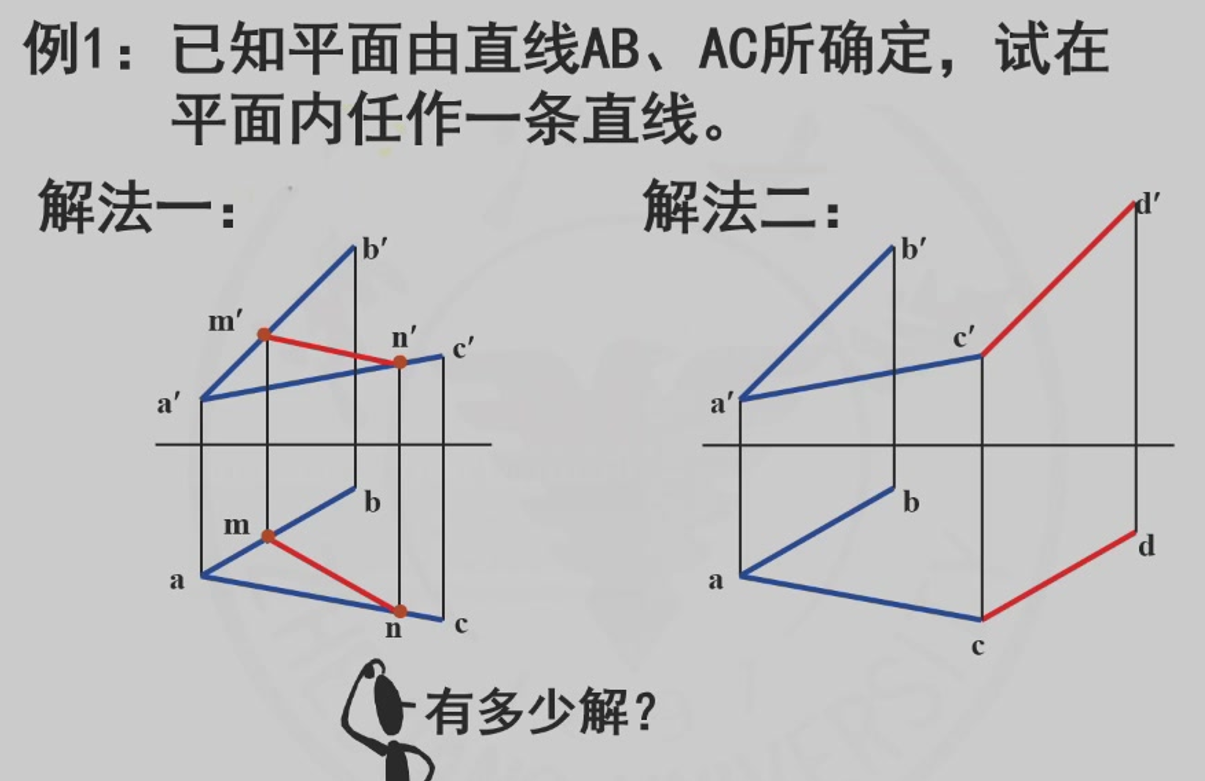 例1：已知平面由直线AB、AC所确定，试在
平面内任作一条直线。
解法一：
解法二：
b′
m′
n′
c′
a′
b
m
a
n
c
d′
b′
c′
a′
b
d
a
c
有多少解？